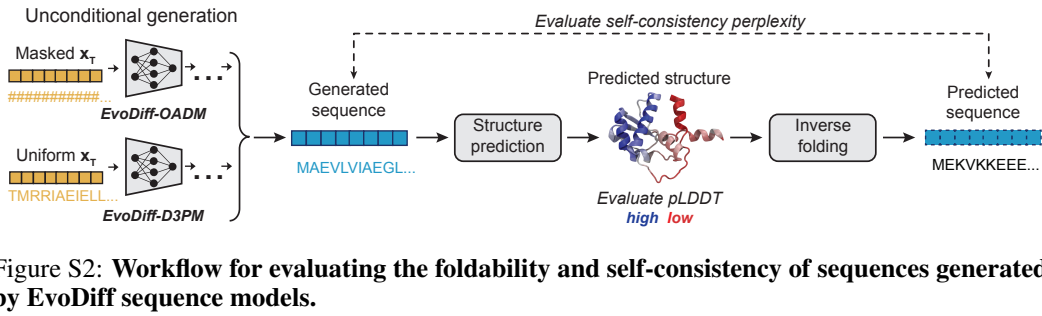 Unconditional generation
Evaluate self-consistency perplexity
Masked x_T
##########...
EvoDiff-OADM
Uniform x_T
TMRRIAEIELL...
EvoDiff-D3PM
Generated
sequence
MAEVLVIAEGL...
Structure
prediction
Predicted structure
Evaluate pLDDT
high low
Inverse
folding
Predicted
sequence
MEKVKKEEE...
Figure S2: Workflow for evaluating the foldability and self-consistency of sequences generated
by EvoDiff sequence models.